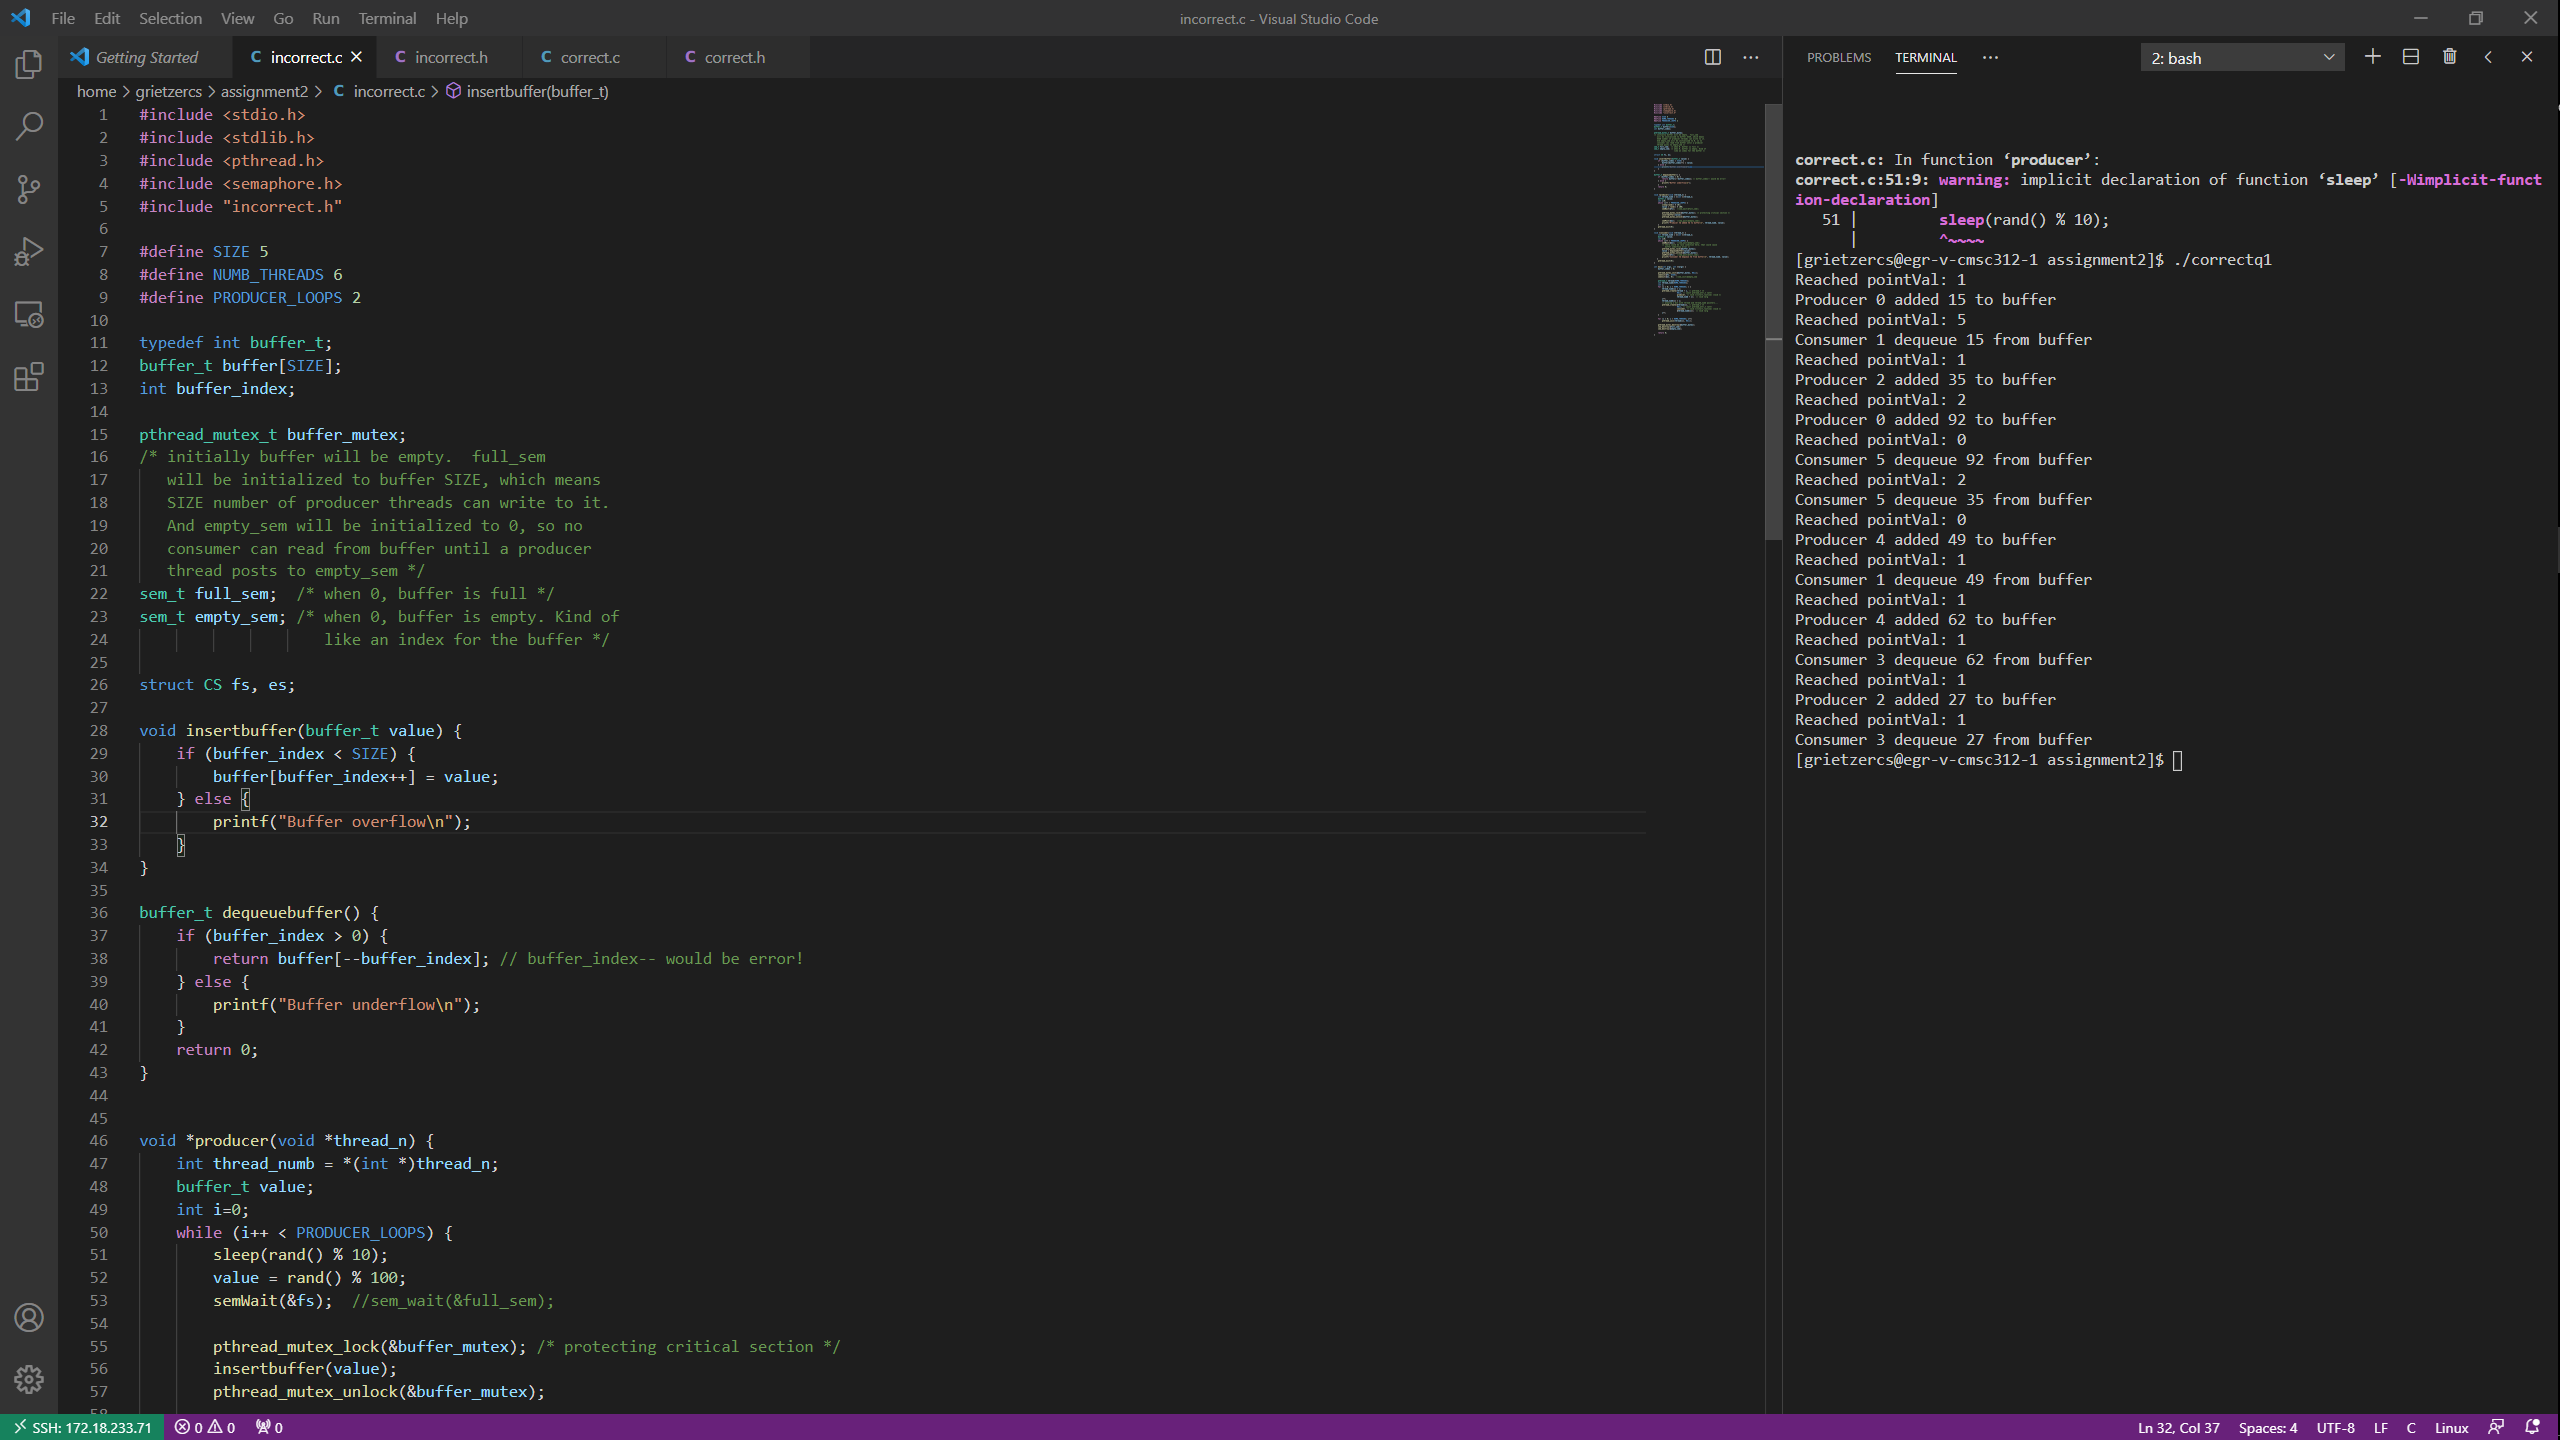 File Edit Selection View Go Run Terminal Help
incorrect.c - Visual Studio Code
Getting Started
C incorrect.c
C incorrect.h
C correct.c
C correct.h
home > grietzercs > assignment2 > C incorrect.c > insertbuffer(buffer_t)
1 #include <stdio.h>
2 #include <stdlib.h>
3 #include <pthread.h>
4 #include <semaphore.h>
5 #include "incorrect.h"
6
7 #define SIZE 5
8 #define NUMB_THREADS 6
9 #define PRODUCER_LOOPS 2
10
11 typedef int buffer_t;
12 buffer_t buffer[SIZE];
13 int buffer_index;
14
15 pthread_mutex_t buffer_mutex;
16 /* initially buffer will be empty.  full_sem
17    will be initialized to buffer SIZE, which means
18    SIZE number of producer threads can write to it.
19    And empty_sem will be initialized to 0, so no
20    consumer can read from buffer until a producer
21    thread posts to empty_sem */
22 sem_t full_sem;  /* when 0, buffer is full */
23 sem_t empty_sem; /* when 0, buffer is empty. Kind of
24                     like an index for the buffer */
25
26 struct CS fs, es;
27
28 void insertbuffer(buffer_t value) {
29     if (buffer_index < SIZE) {
30         buffer[buffer_index++] = value;
31     } else {
32         printf("Buffer overflow\n");
33     }
34 }
35
36 buffer_t dequeuebuffer() {
37     if (buffer_index > 0) {
38         return buffer[--buffer_index]; // buffer_index-- would be error!
39     } else {
40         printf("Buffer underflow\n");
41     }
42     return 0;
43 }
44
45
46 void *producer(void *thread_n) {
47     int thread_numb = *(int *)thread_n;
48     buffer_t value;
49     int i=0;
50     while (i++ < PRODUCER_LOOPS) {
51         sleep(rand() % 10);
52         value = rand() % 100;
53         semWait(&fs);  //sem_wait(&full_sem);
54
55         pthread_mutex_lock(&buffer_mutex); /* protecting critical section */
56         insertbuffer(value);
57         pthread_mutex_unlock(&buffer_mutex);
58
PROBLEMS TERMINAL ···
2: bash
correct.c: In function ‘producer’:
correct.c:51:9: warning: implicit declaration of function ‘sleep’ [-Wimplicit-funct
ion-declaration]
51 |         sleep(rand() % 10);
|         ^~~~~
[grietzercs@egr-v-cmsc312-1 assignment2]$ ./correctq1
Reached pointVal: 1
Producer 0 added 15 to buffer
Reached pointVal: 5
Consumer 1 dequeue 15 from buffer
Reached pointVal: 1
Producer 2 added 35 to buffer
Reached pointVal: 2
Producer 0 added 92 to buffer
Reached pointVal: 0
Consumer 5 dequeue 92 from buffer
Reached pointVal: 2
Consumer 5 dequeue 35 from buffer
Reached pointVal: 0
Producer 4 added 49 to buffer
Reached pointVal: 1
Consumer 1 dequeue 49 from buffer
Reached pointVal: 1
Producer 4 added 62 to buffer
Reached pointVal: 1
Consumer 3 dequeue 62 from buffer
Reached pointVal: 1
Producer 2 added 27 to buffer
Reached pointVal: 1
Consumer 3 dequeue 27 from buffer
[grietzercs@egr-v-cmsc312-1 assignment2]$
SSH: 172.18.233.71 0 0 0
Ln 32, Col 37 Spaces: 4 UTF-8 LF C Linux